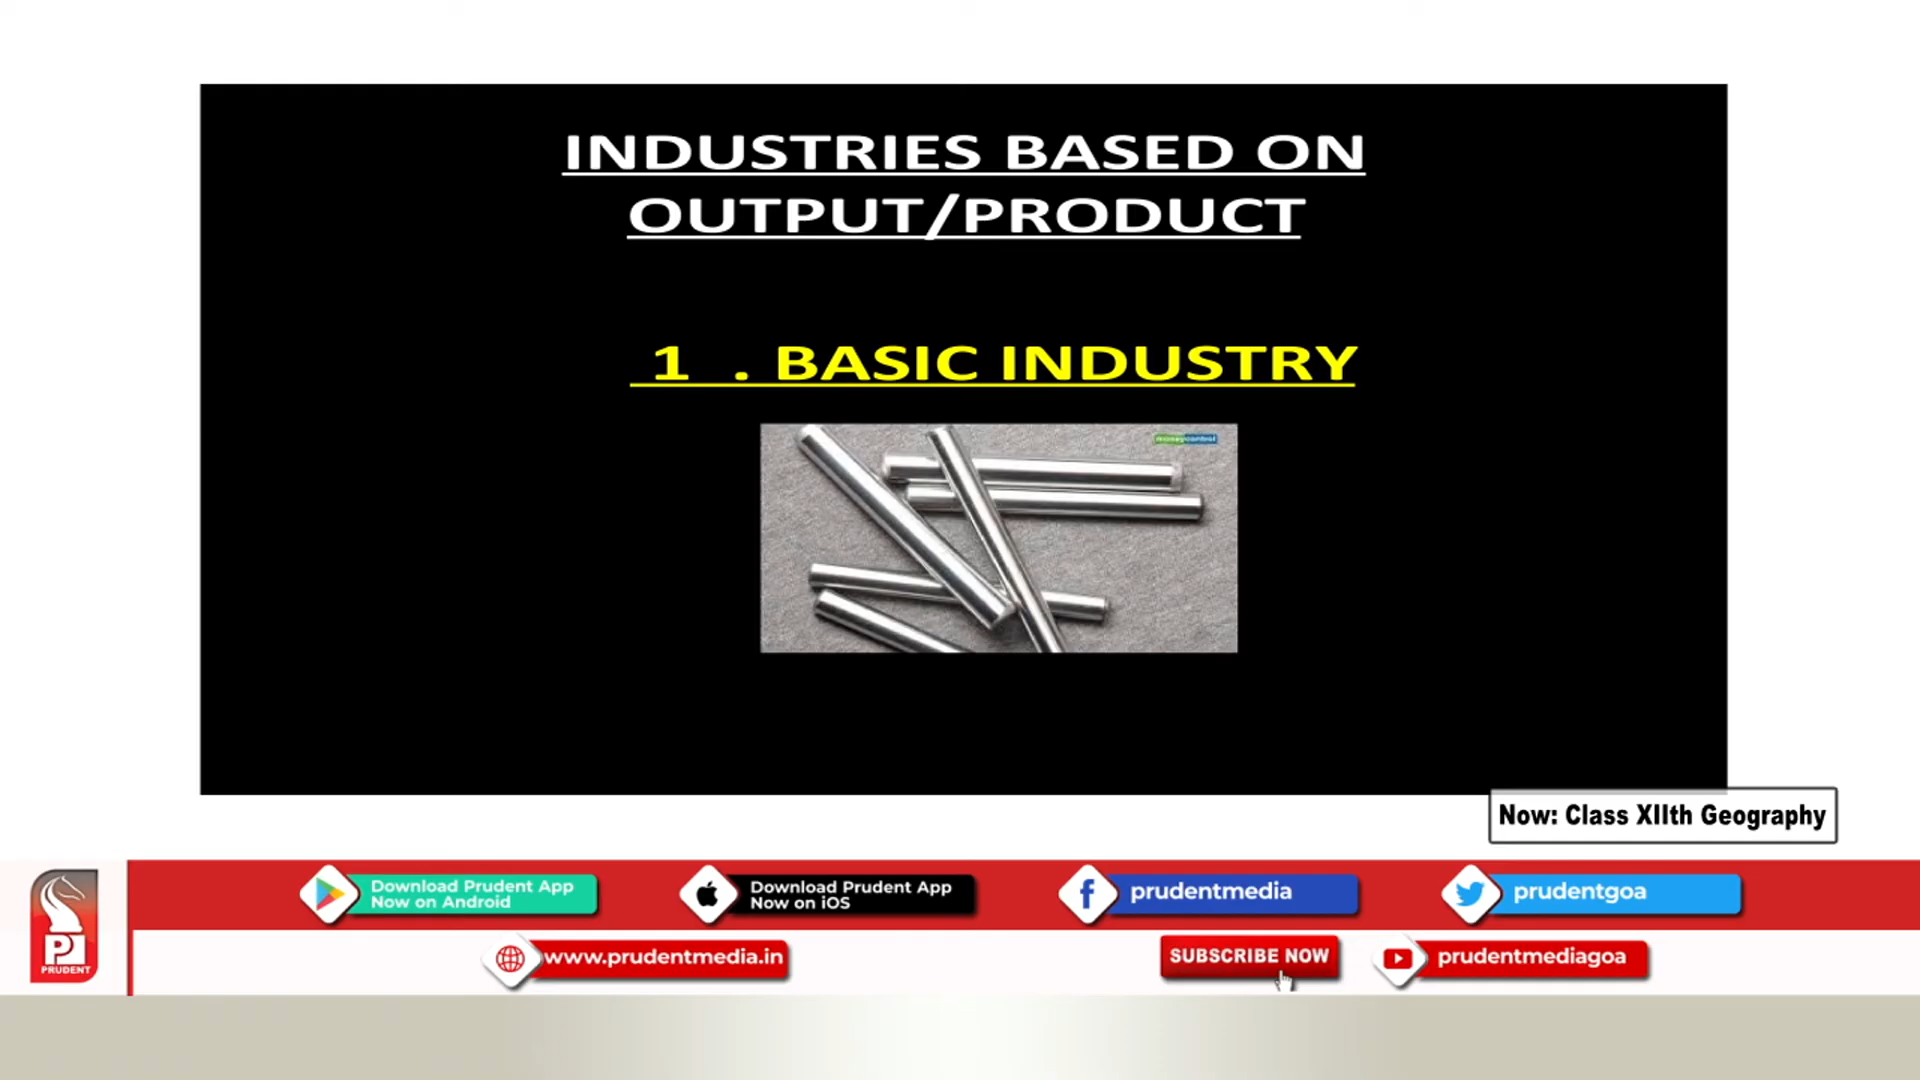 INDUSTRIES BASED ON
OUTPUT/PRODUCT
1 . BASIC INDUSTRY
moneycontrol
Now: Class XIIth Geography
Download Prudent App
Now on Android
Download Prudent App
Now on iOS
prudentmedia
prudentgoa
PRUDENT
www.prudentmedia.in
SUBSCRIBE NOW
prudentmediagoa